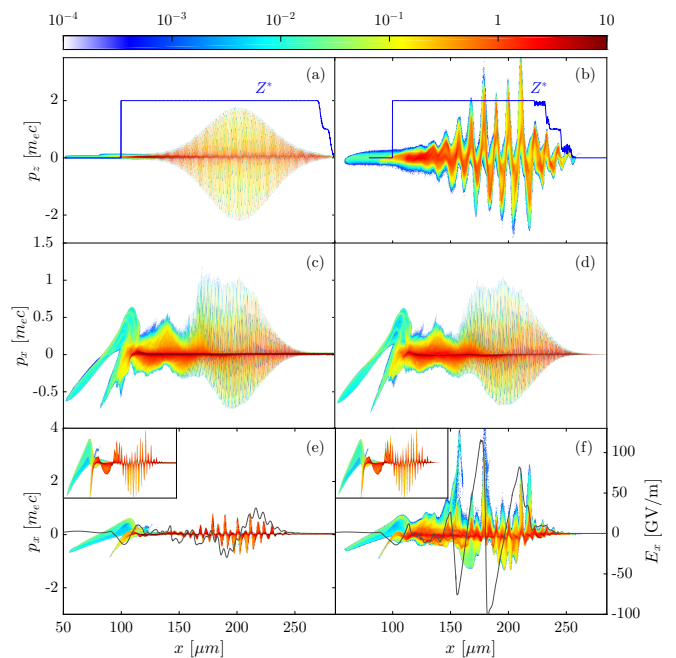 10⁻⁴ 10⁻³ 10⁻² 10⁻¹ 1 10
(a) (b)
Z* Z*
2
0
-2
p_z [m_e c]
1.5
(c) (d)
1
0.5
0
-0.5
p_x [m_e c]
4
(e) (f)
2
0
-2
p_x [m_e c]
100
50
0
-50
-100
E_x [GV/m]
50 100 150 200 250 100 150 200 250
x [μm] x [μm]